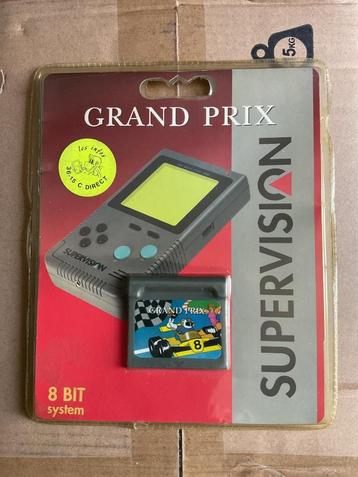 5KG
GRAND PRIX
les infos
36.15 C DIRECT
SUPERVISION
SUPERVISION
GRAND PRIX
8
8 BIT
system